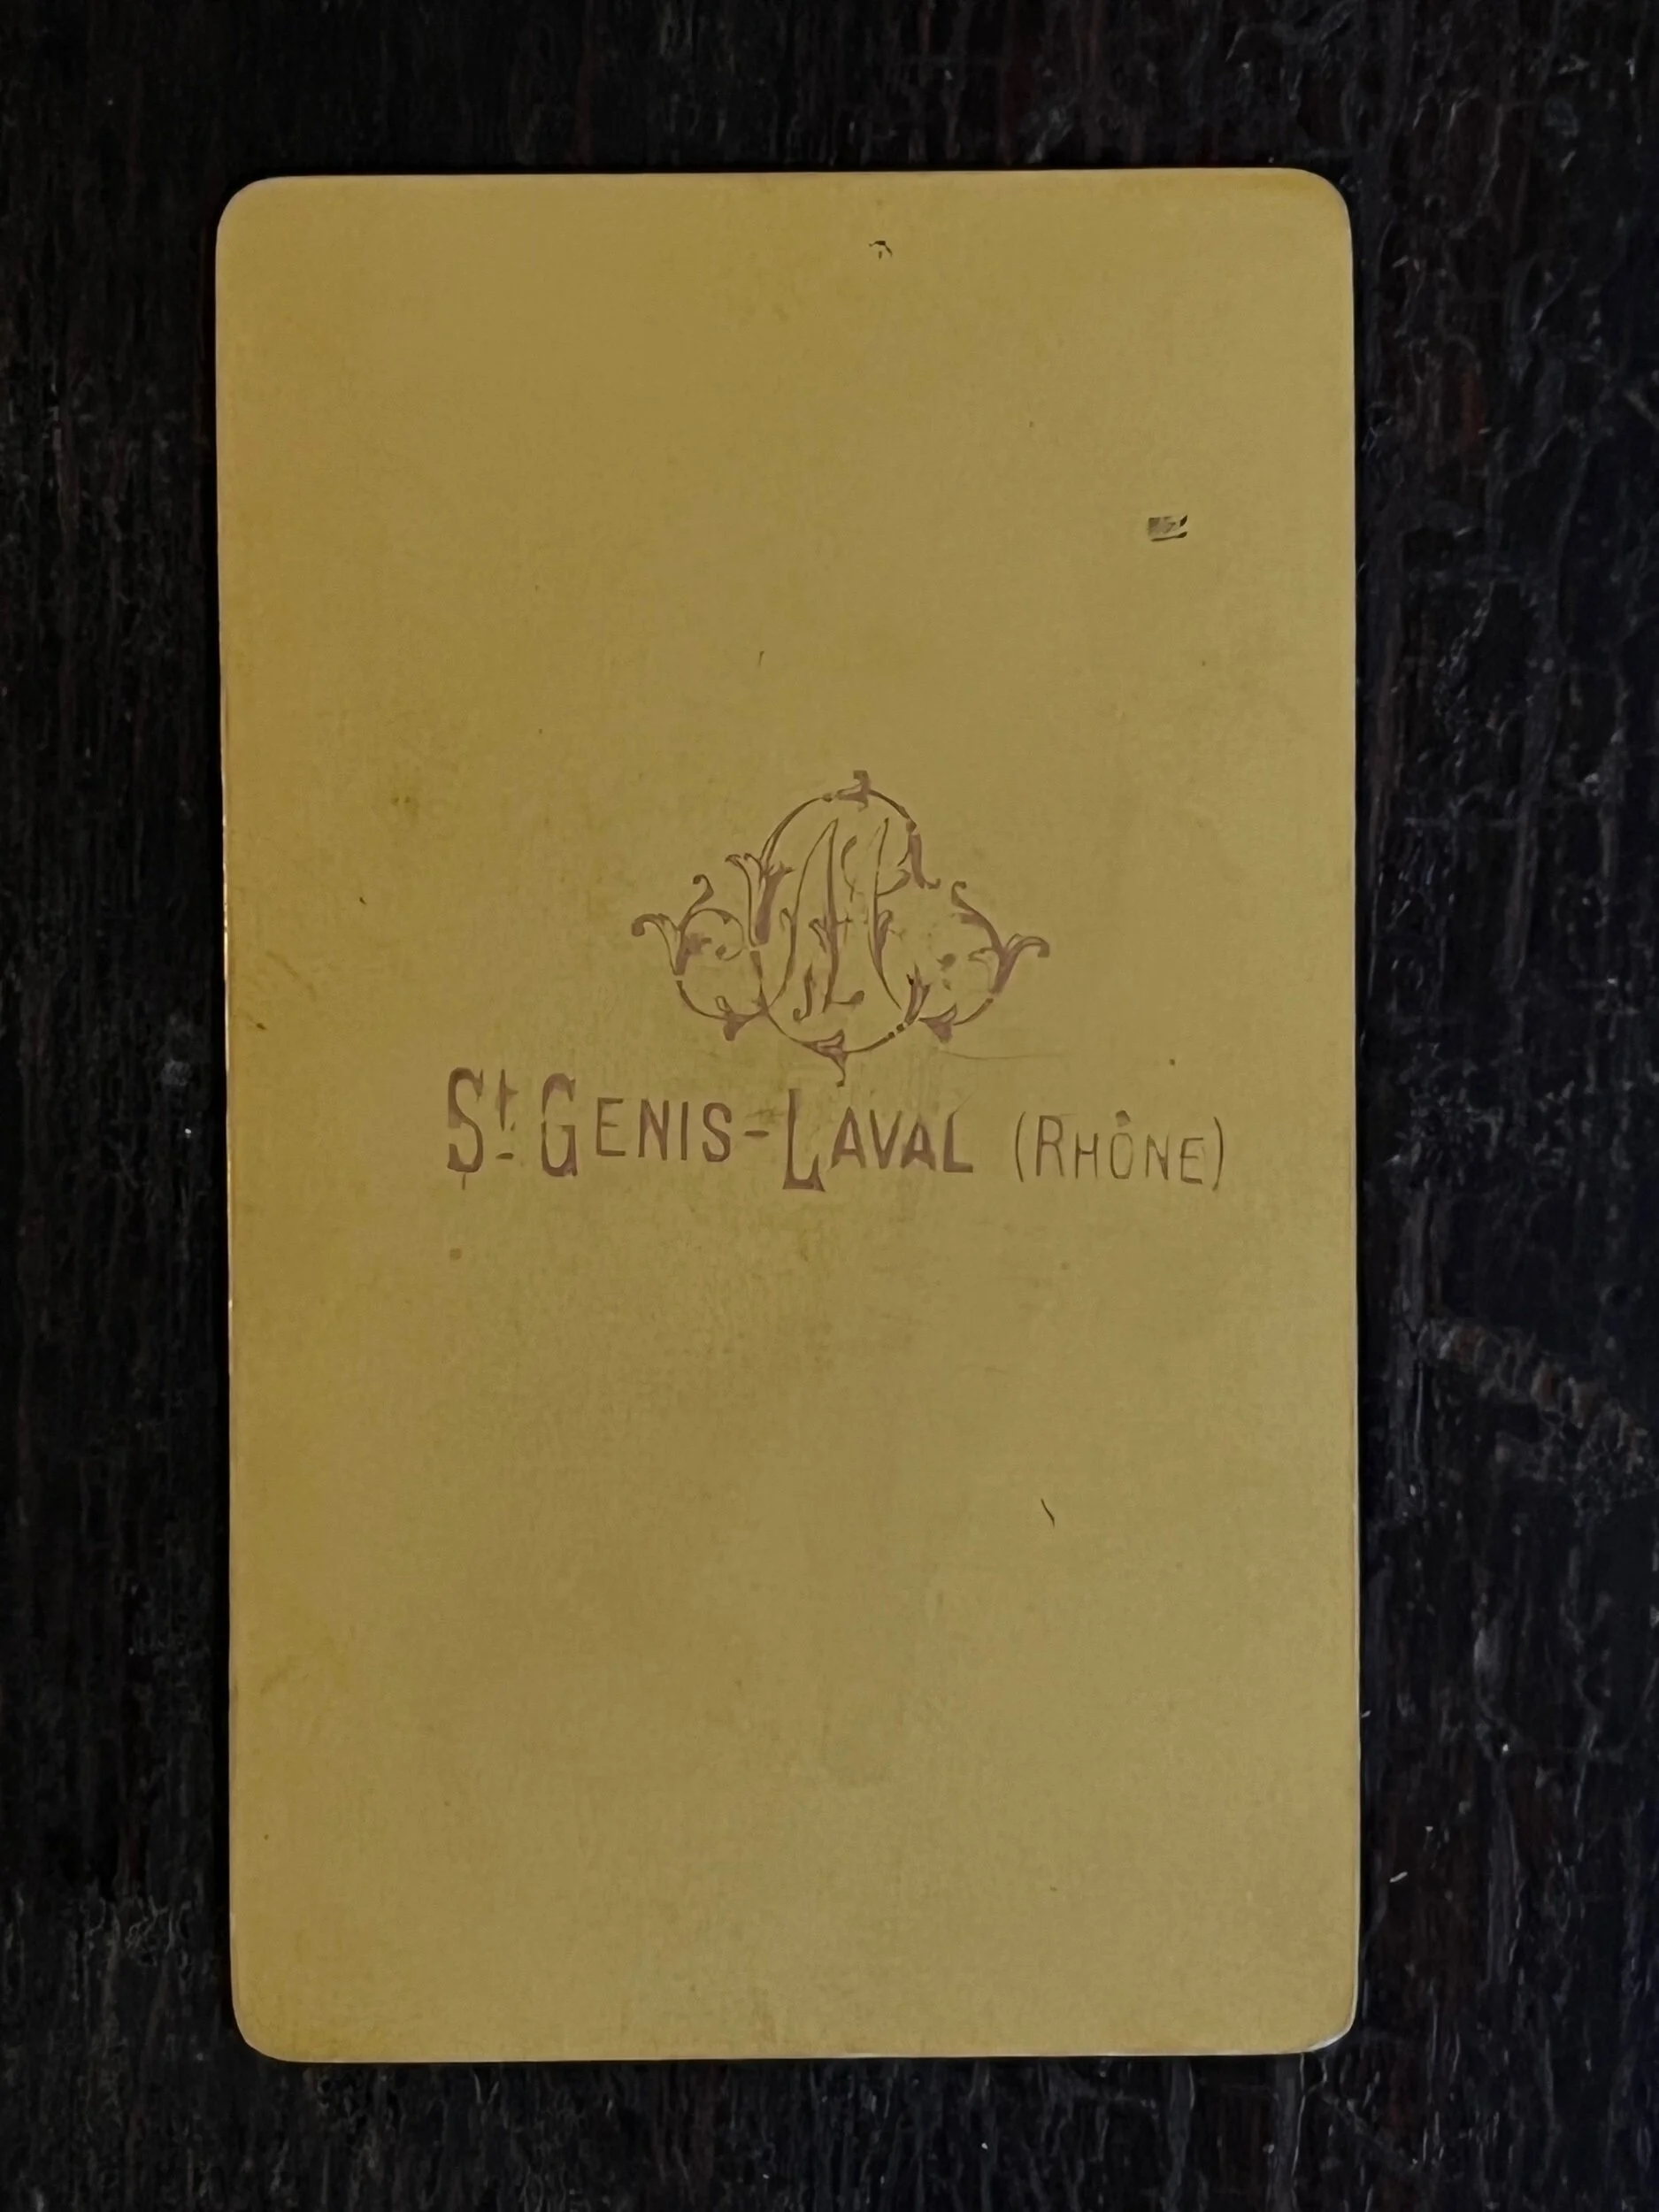 St. GENIS-LAVAL (RHÔNE)